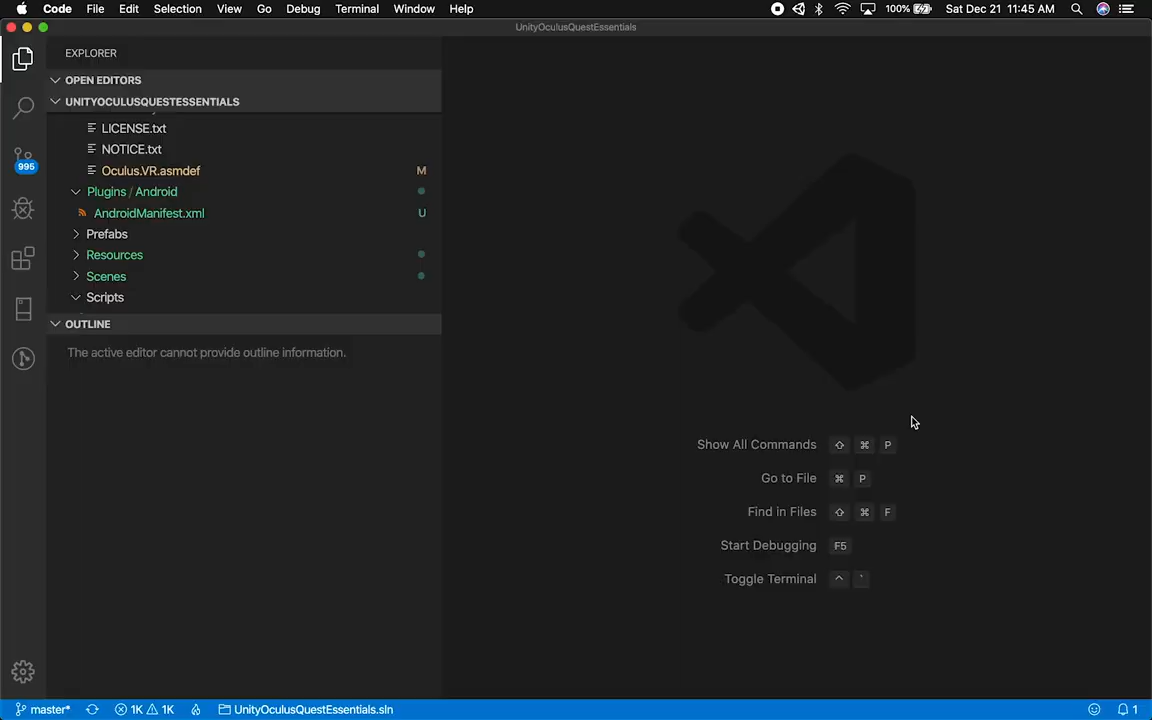 Code File Edit Selection View Go Debug Terminal Window Help 100% Sat Dec 21 11:45 AM
UnityOculusQuestEssentials
EXPLORER
OPEN EDITORS
UNITYOCULUSQUESTESSENTIALS
LICENSE.txt
NOTICE.txt
Oculus.VR.asmdef M
Plugins / Android
AndroidManifest.xml U
Prefabs
Resources
Scenes
Scripts
OUTLINE
The active editor cannot provide outline information.
995
Show All Commands ⇧ ⌘ P
Go to File ⌘ P
Find in Files ⇧ ⌘ F
Start Debugging F5
Toggle Terminal ^ `
master* 1K 1K UnityOculusQuestEssentials.sln 1